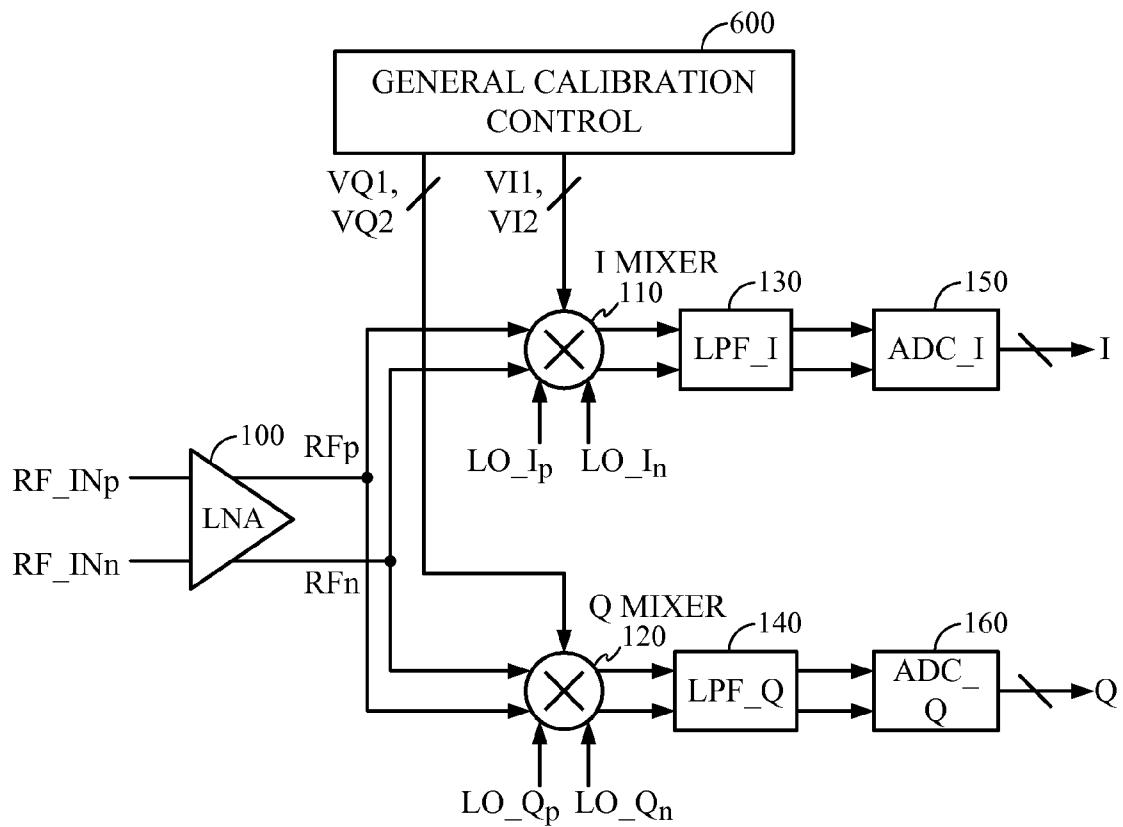 600
GENERAL CALIBRATION
CONTROL
VQ1,
VQ2
VI1,
VI2
I MIXER
110
130
150
LPF_I
ADC_I
I
LO_Ip
LO_In
100
RFp
RF_INp
LNA
RF_INn
RFn
Q MIXER
120
140
160
LPF_Q
ADC_
Q
Q
LO_Qp
LO_Qn